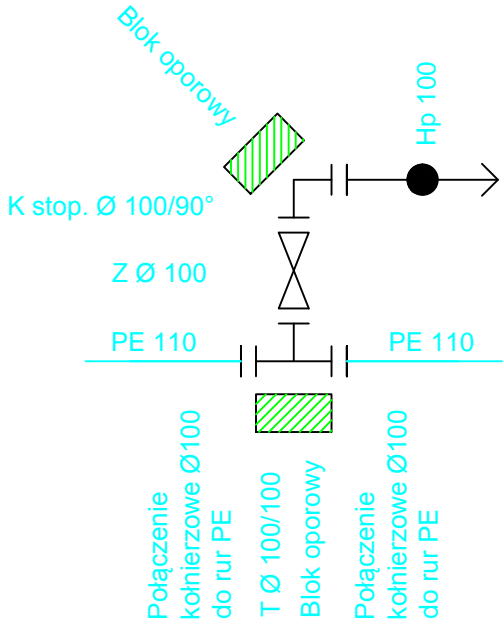 Blok oporowy
Hp 100
K stop. Ø 100/90°
Z Ø 100
PE 110
PE 110
Połączenie
kołnierzowe Ø100
do rur PE
T Ø 100/100
Blok oporowy
Połączenie
kołnierzowe Ø100
do rur PE